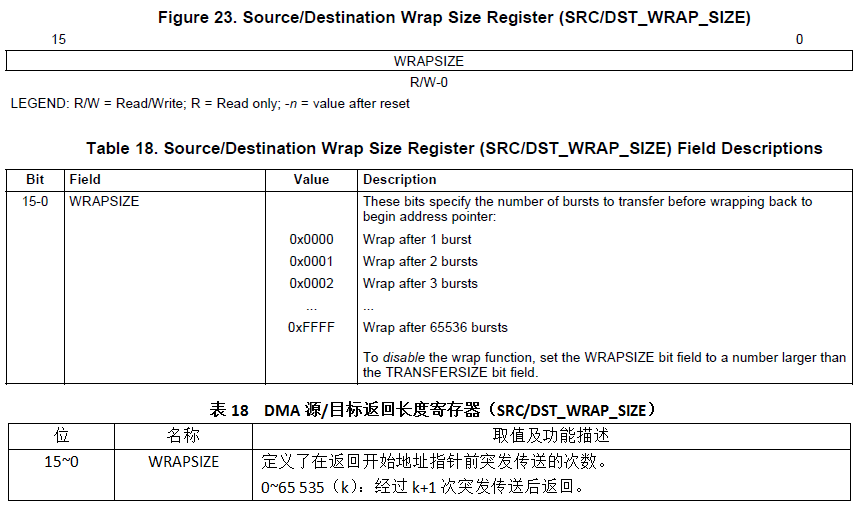 Figure 23. Source/Destination Wrap Size Register (SRC/DST_WRAP_SIZE)
15 0
WRAPSIZE
R/W-0
LEGEND: R/W = Read/Write; R = Read only; -n = value after reset
Table 18. Source/Destination Wrap Size Register (SRC/DST_WRAP_SIZE) Field Descriptions
Bit Field Value Description
15-0 WRAPSIZE These bits specify the number of bursts to transfer before wrapping back to
begin address pointer:
0x0000 Wrap after 1 burst
0x0001 Wrap after 2 bursts
0x0002 Wrap after 3 bursts
... ...
0xFFFF Wrap after 65536 bursts
To disable the wrap function, set the WRAPSIZE bit field to a number larger than
the TRANSFERSIZE bit field.
表 18 DMA 源/目标返回长度寄存器（SRC/DST_WRAP_SIZE）
位 名称 取值及功能描述
15~0 WRAPSIZE 定义了在返回开始地址指针前突发传送的次数。
0~65 535（k）：经过 k+1 次突发传送后返回。